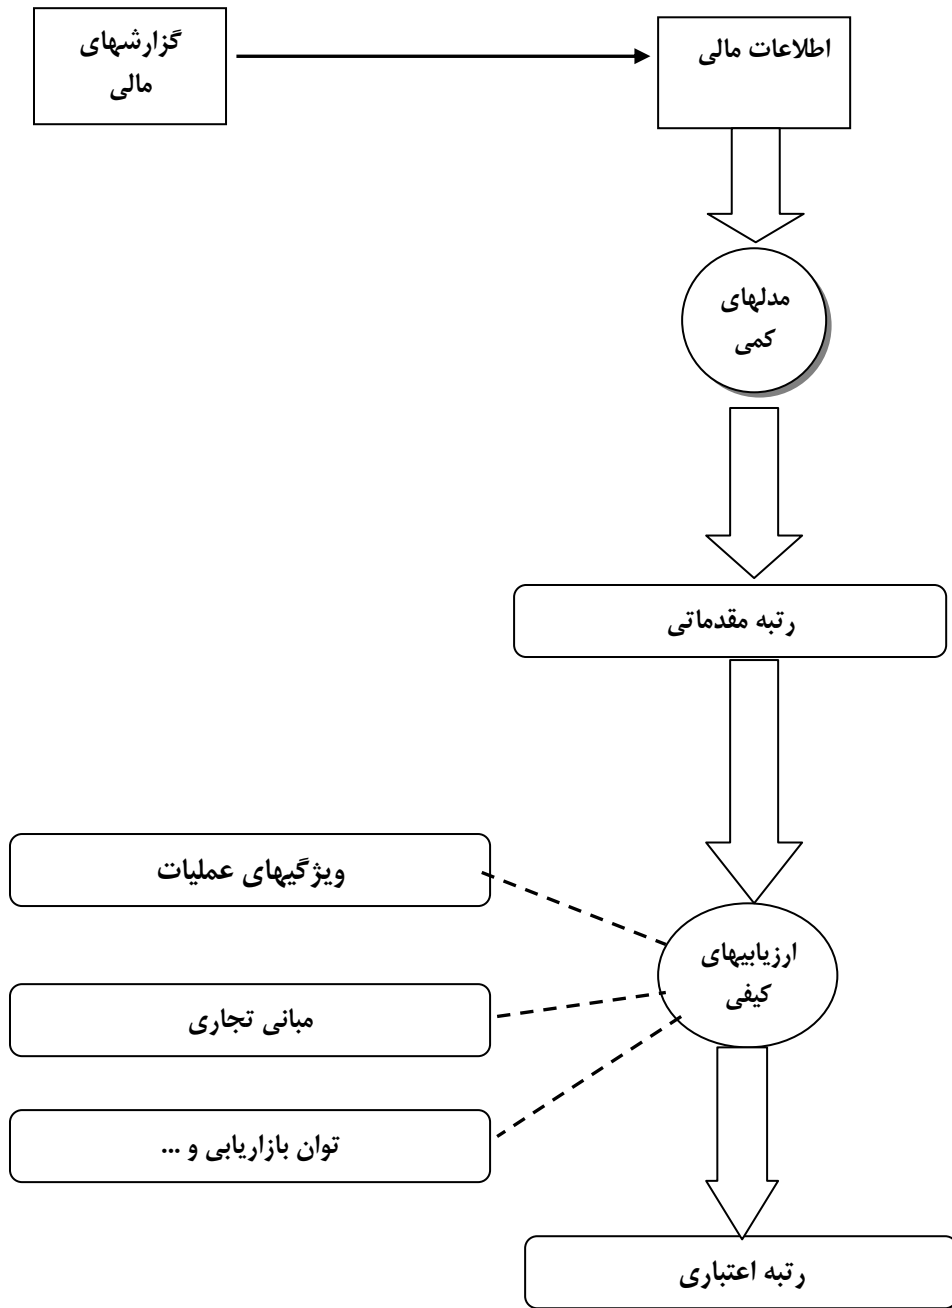 گزارشهای
مالی
اطلاعات مالی
مدلهای
کمی
رتبه مقدماتی
ویژگیهای عملیات
ارزیابیهای
کیفی
مبانی تجاری
توان بازاریابی و ...
رتبه اعتباری